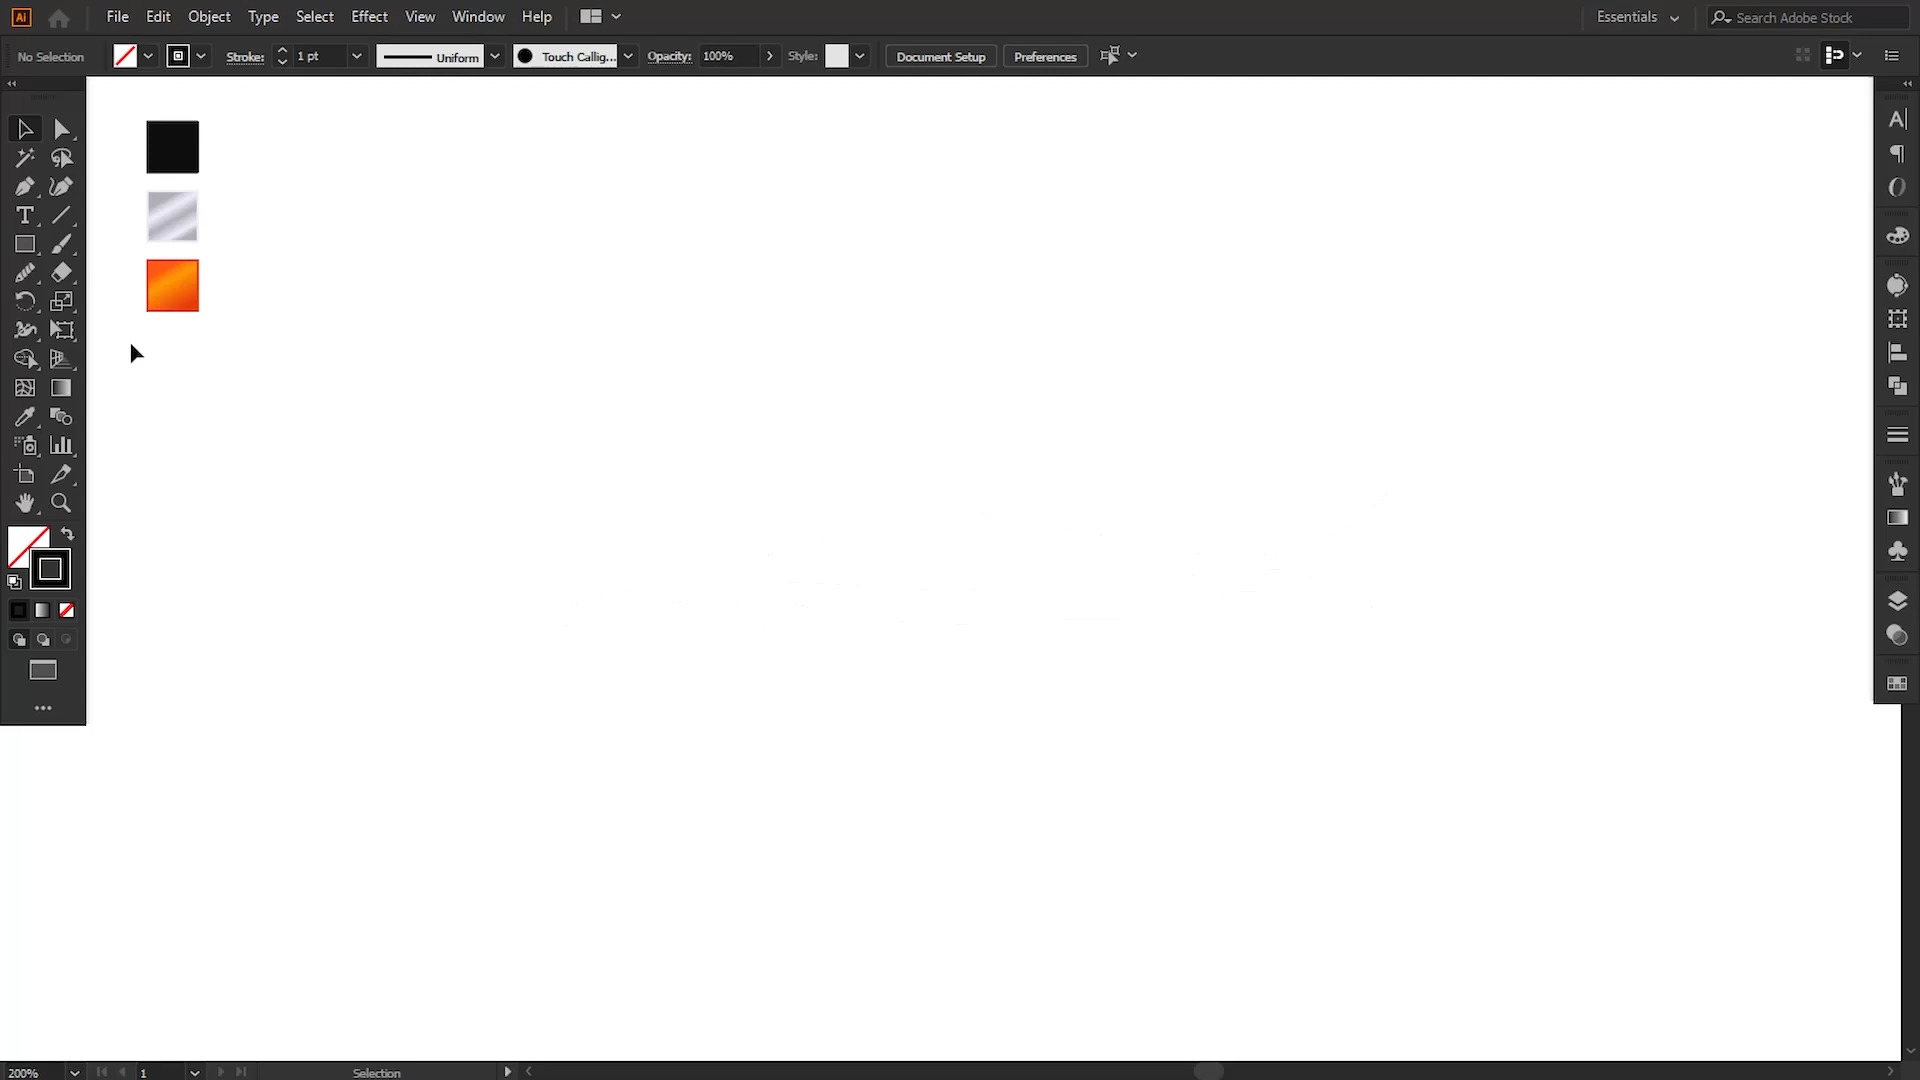 Ai File Edit Object Type Select Effect View Window Help Essentials Search Adobe Stock
No Selection Stroke: 1 pt Uniform Touch Callig... Opacity: 100% Style: Document Setup Preferences
200% 1 Selection